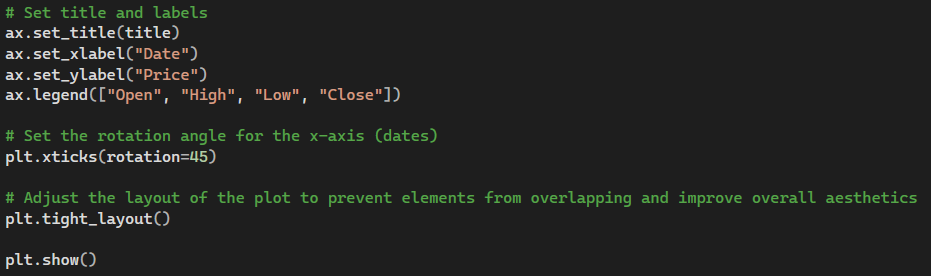 # Set title and labels
ax.set_title(title)
ax.set_xlabel("Date")
ax.set_ylabel("Price")
ax.legend(["Open", "High", "Low", "Close"])
# Set the rotation angle for the x-axis (dates)
plt.xticks(rotation=45)
# Adjust the layout of the plot to prevent elements from overlapping and improve overall aesthetics
plt.tight_layout()
plt.show()